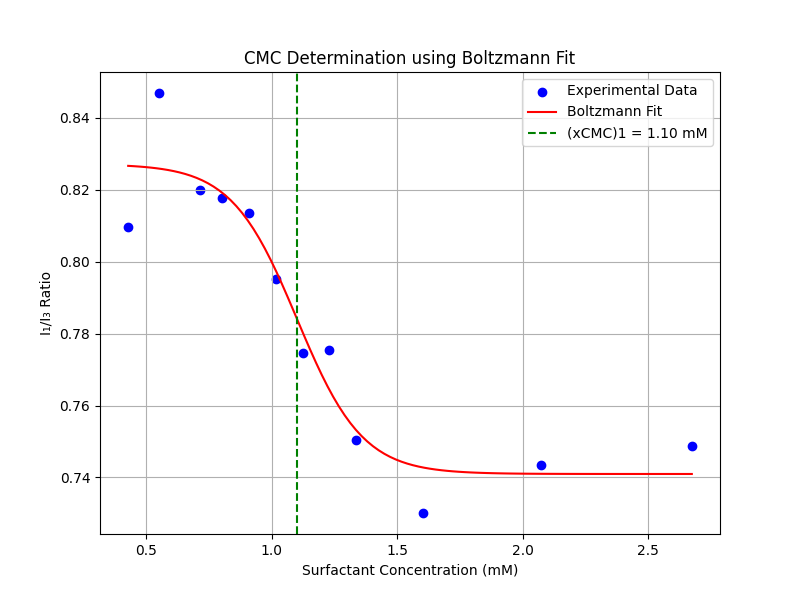 CMC Determination using Boltzmann Fit
Experimental Data
Boltzmann Fit
(xCMC)1 = 1.10 mM
I₁/I₃ Ratio
0.84
0.82
0.80
0.78
0.76
0.74
0.5 1.0 1.5 2.0 2.5
Surfactant Concentration (mM)